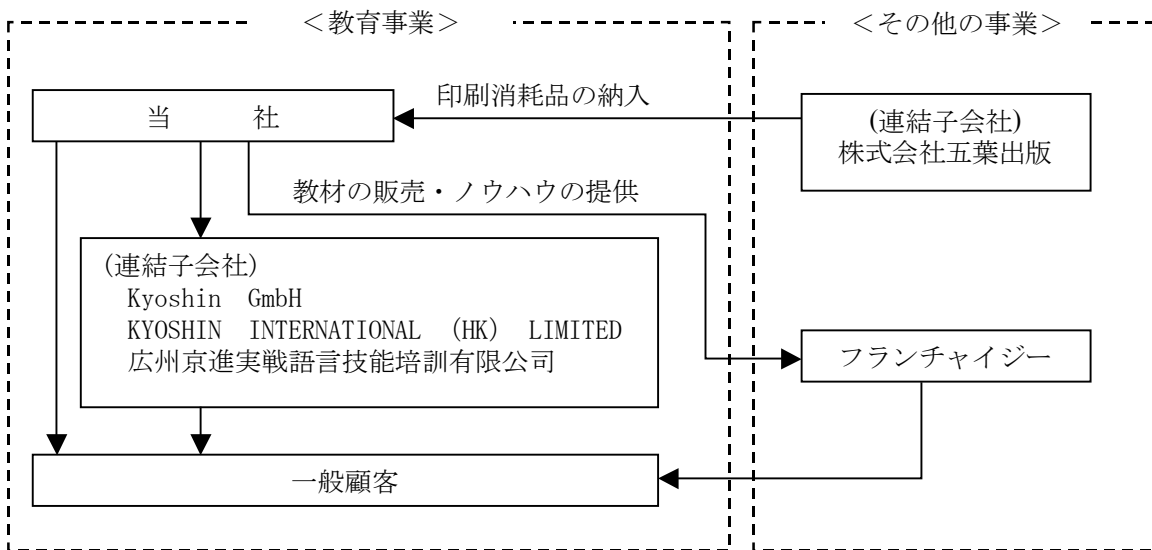 ＜教育事業＞
＜その他の事業＞
印刷消耗品の納入
当　　　社
(連結子会社)
株式会社五葉出版
教材の販売・ノウハウの提供
(連結子会社)
Kyoshin GmbH
KYOSHIN INTERNATIONAL (HK) LIMITED
広州京進実戦語言技能培訓有限公司
フランチャイジー
一般顧客